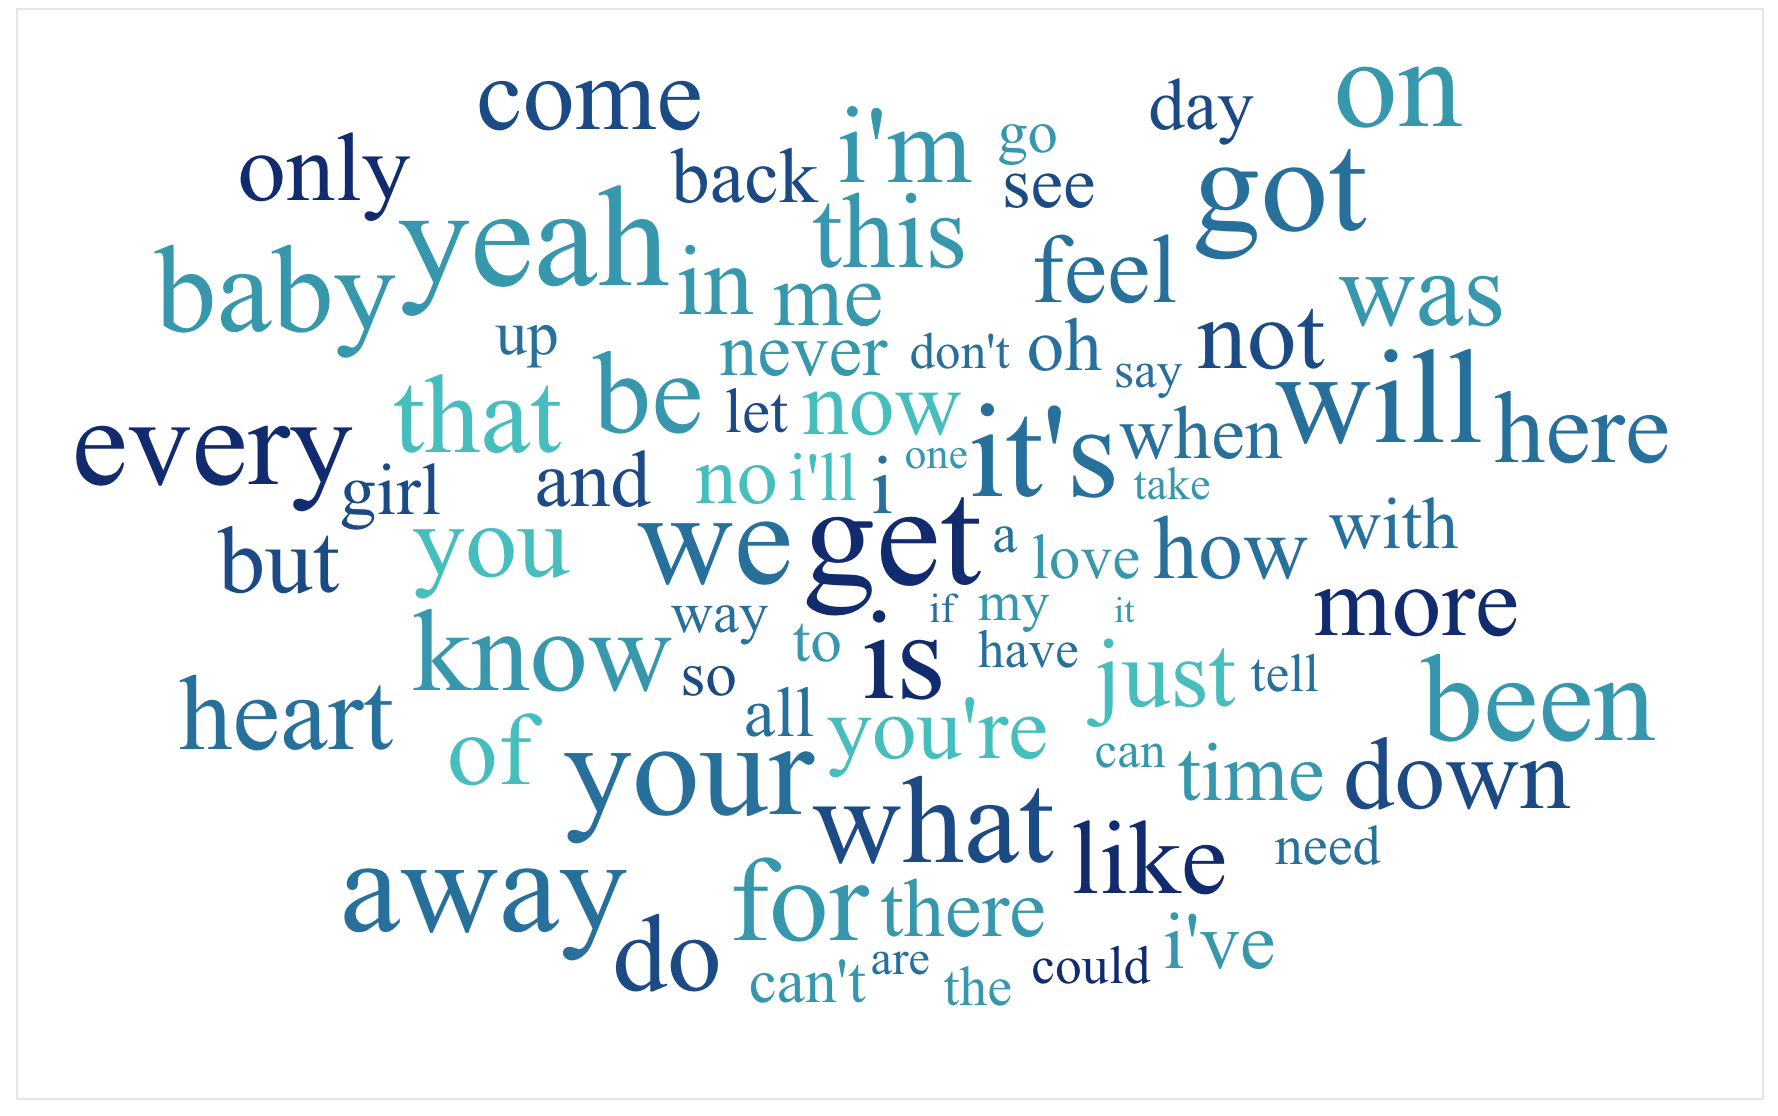 come
day
on
only
back
i'm
go
see
got
baby
yeah
in
this
me
feel
was
up
never
don't
oh
say
not
will
here
every
that
be
let
now
it's
when
girl
and
no
i'll
i
one
take
but
you
we
get
a
love
how
with
know
way
to
is
if
my
it
more
heart
so
all
have
just
tell
been
of
your
you're
can
time
down
away
what
like
need
do
for
there
i've
can't
are
the
could